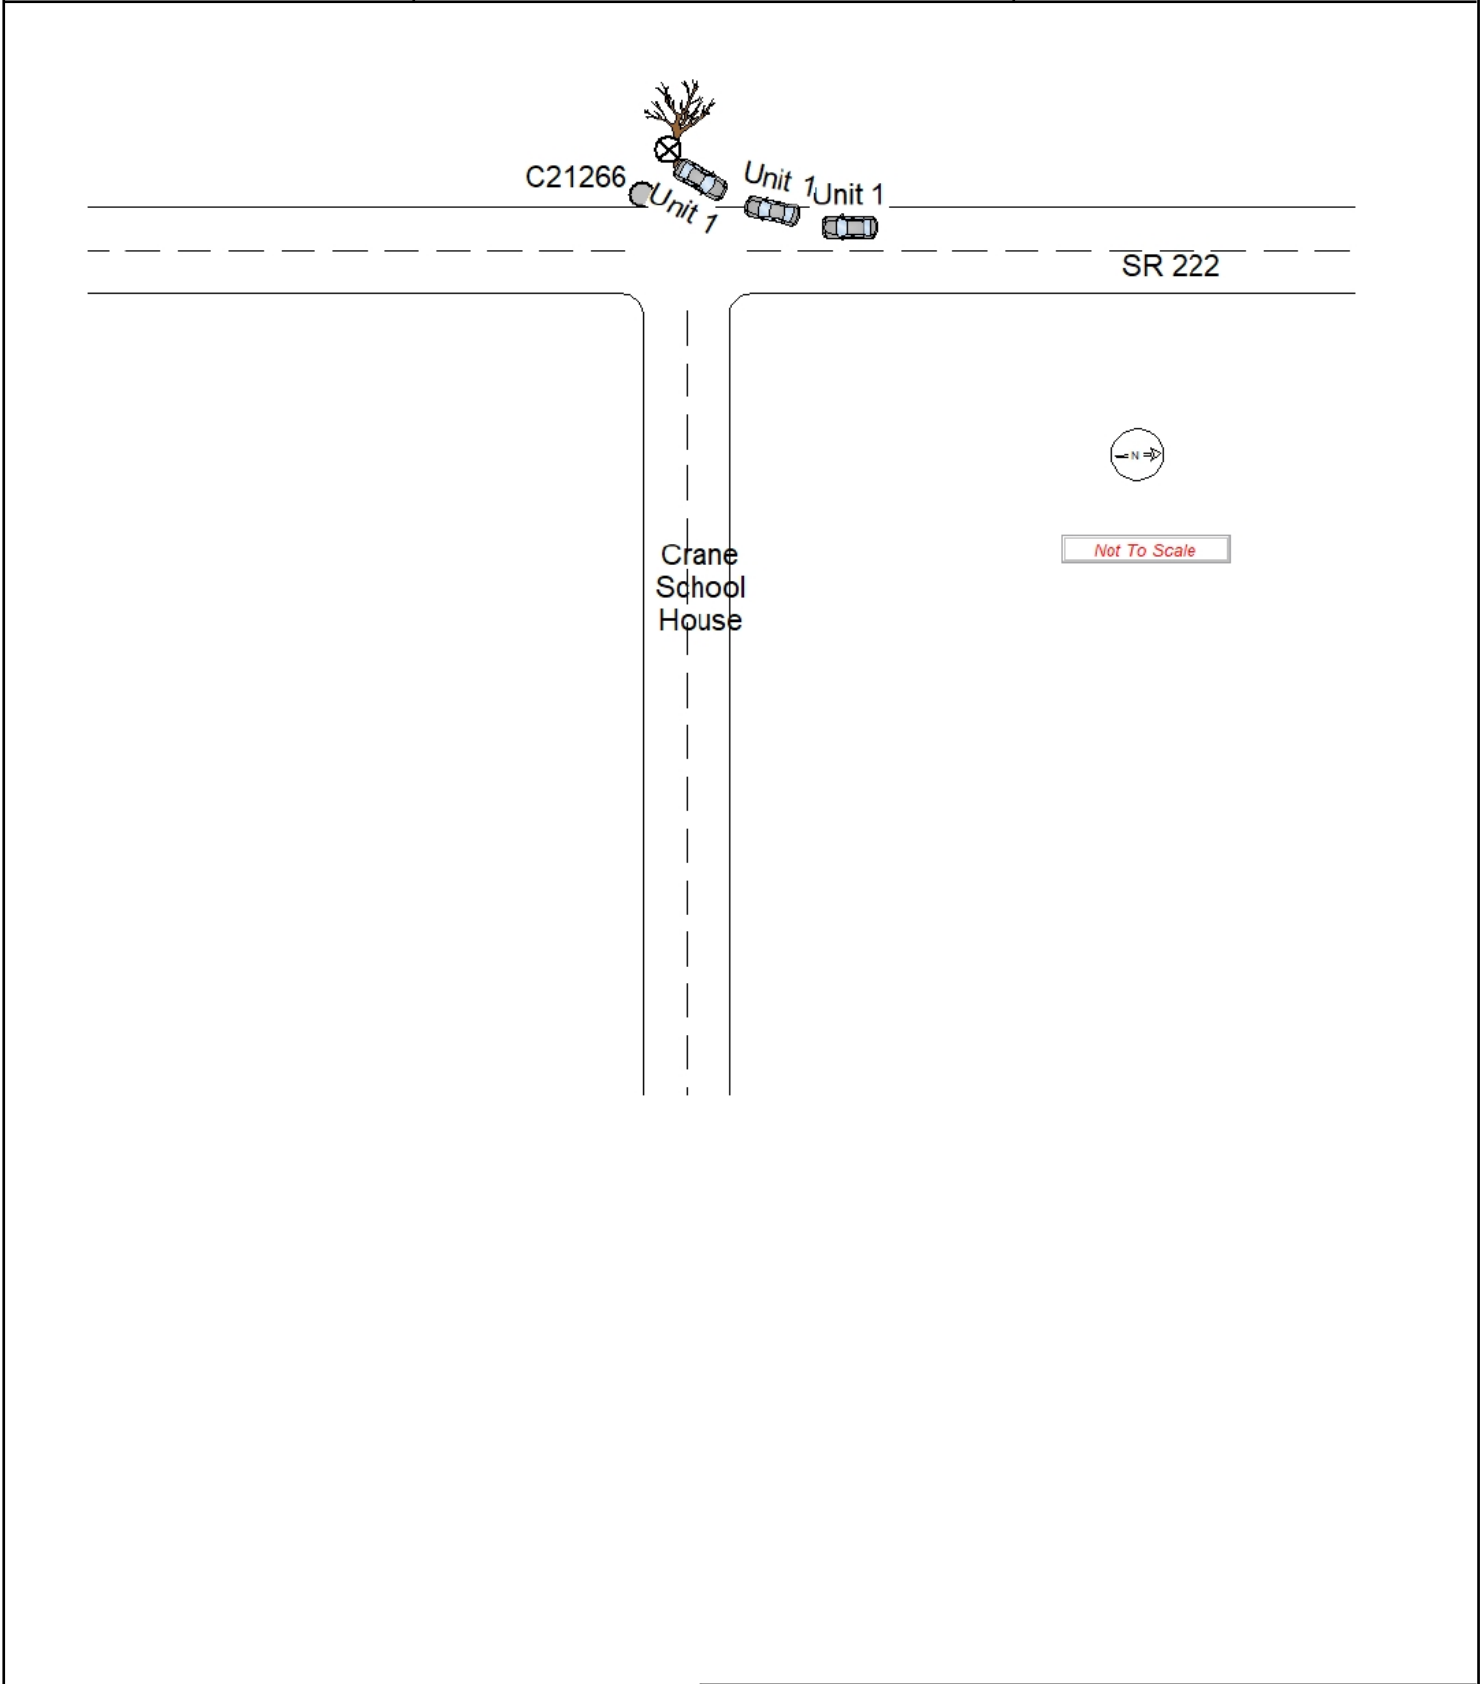 C21266
Unit 1
Unit 1
Unit 1
SR 222
N
Not To Scale
Crane
School
House